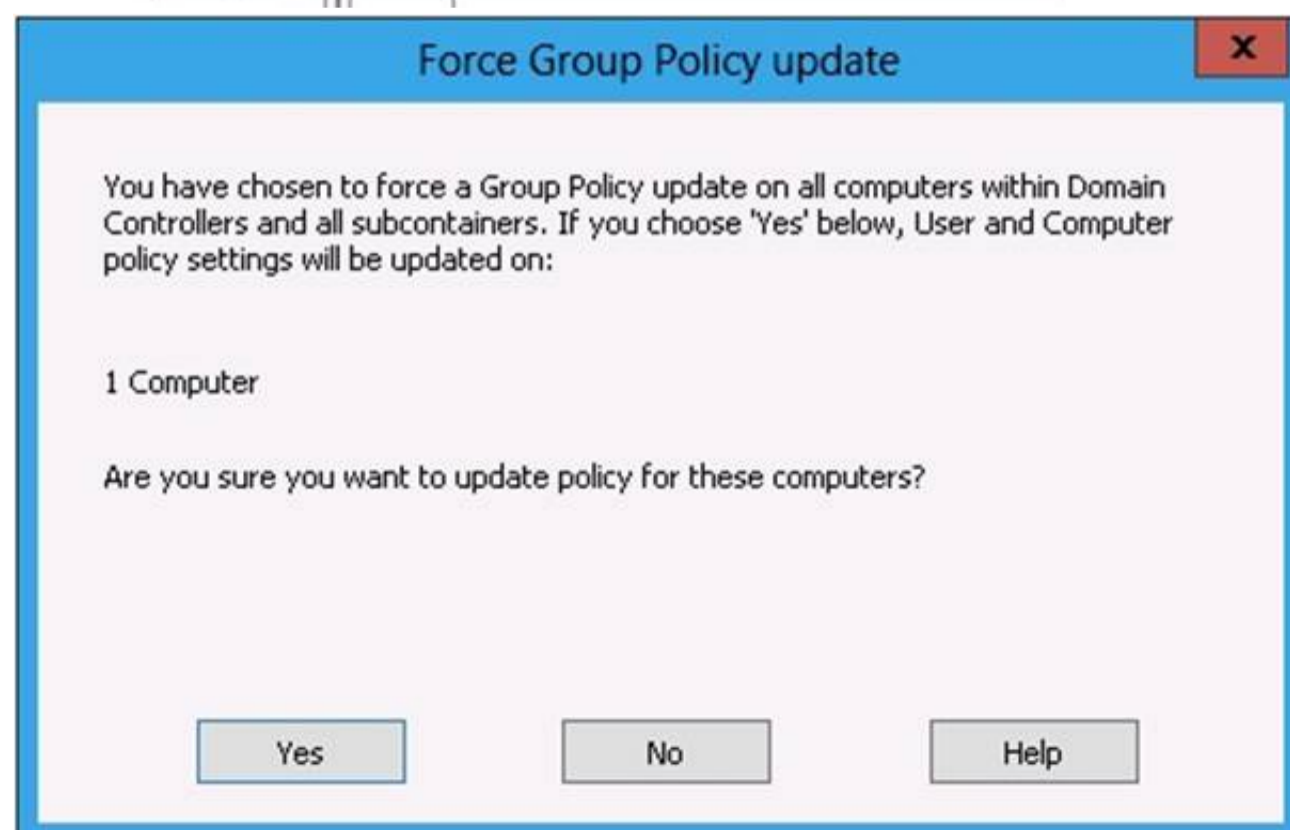 Force Group Policy update
x
You have chosen to force a Group Policy update on all computers within Domain
Controllers and all subcontainers. If you choose 'Yes' below, User and Computer
policy settings will be updated on:
1 Computer
Are you sure you want to update policy for these computers?
Yes No Help